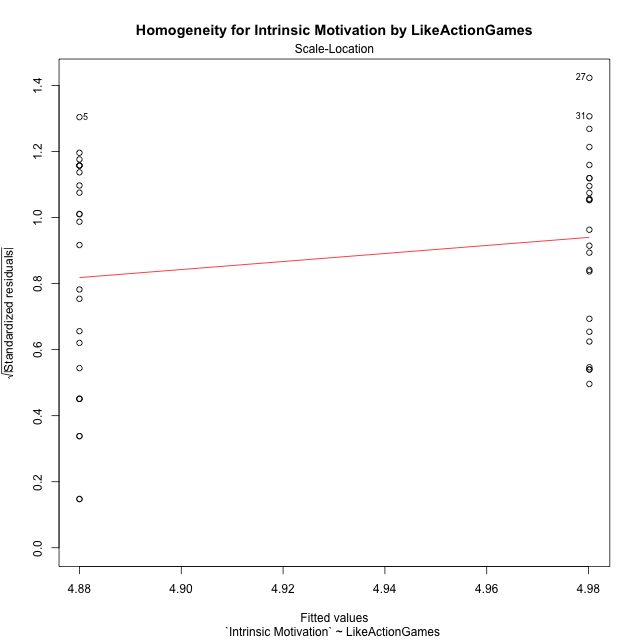 Homogeneity for Intrinsic Motivation by LikeActionGames
Scale-Location
√|Standardized residuals|
1.4
1.2
1.0
0.8
0.6
0.4
0.2
0.0
5
27
31
4.88 4.90 4.92 4.94 4.96 4.98
Fitted values
`Intrinsic Motivation` ~ LikeActionGames